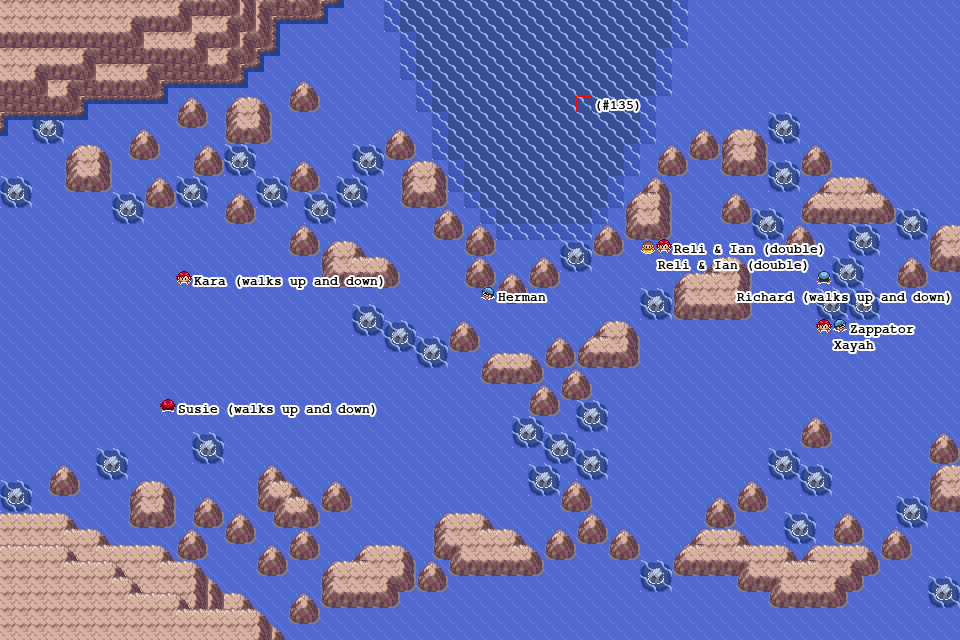 (#135)
Reli & Ian (double)
Reli & Ian (double)
Kara (walks up and down)
Herman
Richard (walks up and down)
Zappator
Xayah
Susie (walks up and down)